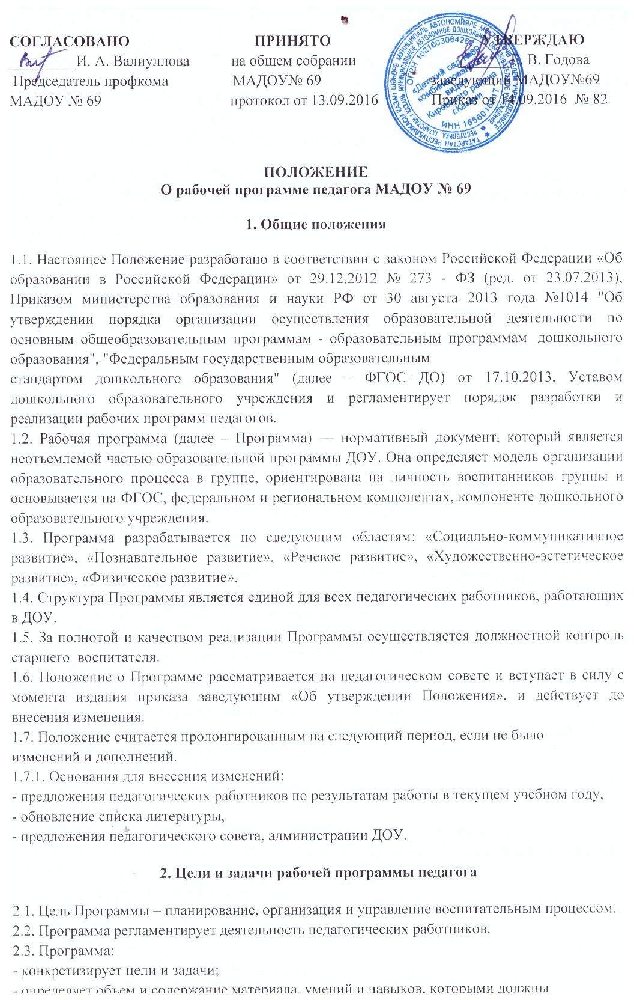 СОГЛАСОВАНО ПРИНЯТО УТВЕРЖДАЮ
И. А. Валиуллова на общем собрании Е. В. Годова
Председатель профкома МАДОУ№ 69 заведующий МАДОУ№69
МАДОУ № 69 протокол от 13.09.2016 Приказ от 14.09.2016 № 82
«Детский сад №69
комбинированного
вида»
Кировского района
г.Казани
ПОЛОЖЕНИЕ
О рабочей программе педагога МАДОУ № 69
1. Общие положения
1.1. Настоящее Положение разработано в соответствии с законом Российской Федерации «Об
образовании в Российской Федерации» от 29.12.2012 № 273 - ФЗ (ред. от 23.07.2013),
Приказом министерства образования и науки РФ от 30 августа 2013 года №1014 "Об
утверждении порядка организации осуществления образовательной деятельности по
основным общеобразовательным программам - образовательным программам дошкольного
образования", "Федеральным государственным образовательным
стандартом дошкольного образования" (далее – ФГОС ДО) от 17.10.2013, Уставом
дошкольного образовательного учреждения и регламентирует порядок разработки и
реализации рабочих программ педагогов.
1.2. Рабочая программа (далее – Программа) — нормативный документ, который является
неотъемлемой частью образовательной программы ДОУ. Она определяет модель организации
образовательного процесса в группе, ориентирована на личность воспитанников группы и
основывается на ФГОС, федеральном и региональном компонентах, компоненте дошкольного
образовательного учреждения.
1.3. Программа разрабатывается по следующим областям: «Социально-коммуникативное
развитие», «Познавательное развитие», «Речевое развитие», «Художественно-эстетическое
развитие», «Физическое развитие».
1.4. Структура Программы является единой для всех педагогических работников, работающих
в ДОУ.
1.5. За полнотой и качеством реализации Программы осуществляется должностной контроль
старшего воспитателя.
1.6. Положение о Программе рассматривается на педагогическом совете и вступает в силу с
момента издания приказа заведующим «Об утверждении Положения», и действует до
внесения изменения.
1.7. Положение считается пролонгированным на следующий период, если не было
изменений и дополнений.
1.7.1. Основания для внесения изменений:
- предложения педагогических работников по результатам работы в текущем учебном году,
- обновление списка литературы,
- предложения педагогического совета, администрации ДОУ.
2. Цели и задачи рабочей программы педагога
2.1. Цель Программы – планирование, организация и управление воспитательным процессом.
2.2. Программа регламентирует деятельность педагогических работников.
2.3. Программа:
- конкретизирует цели и задачи;
- определяет объем и содержание материала, умений и навыков, которыми должны